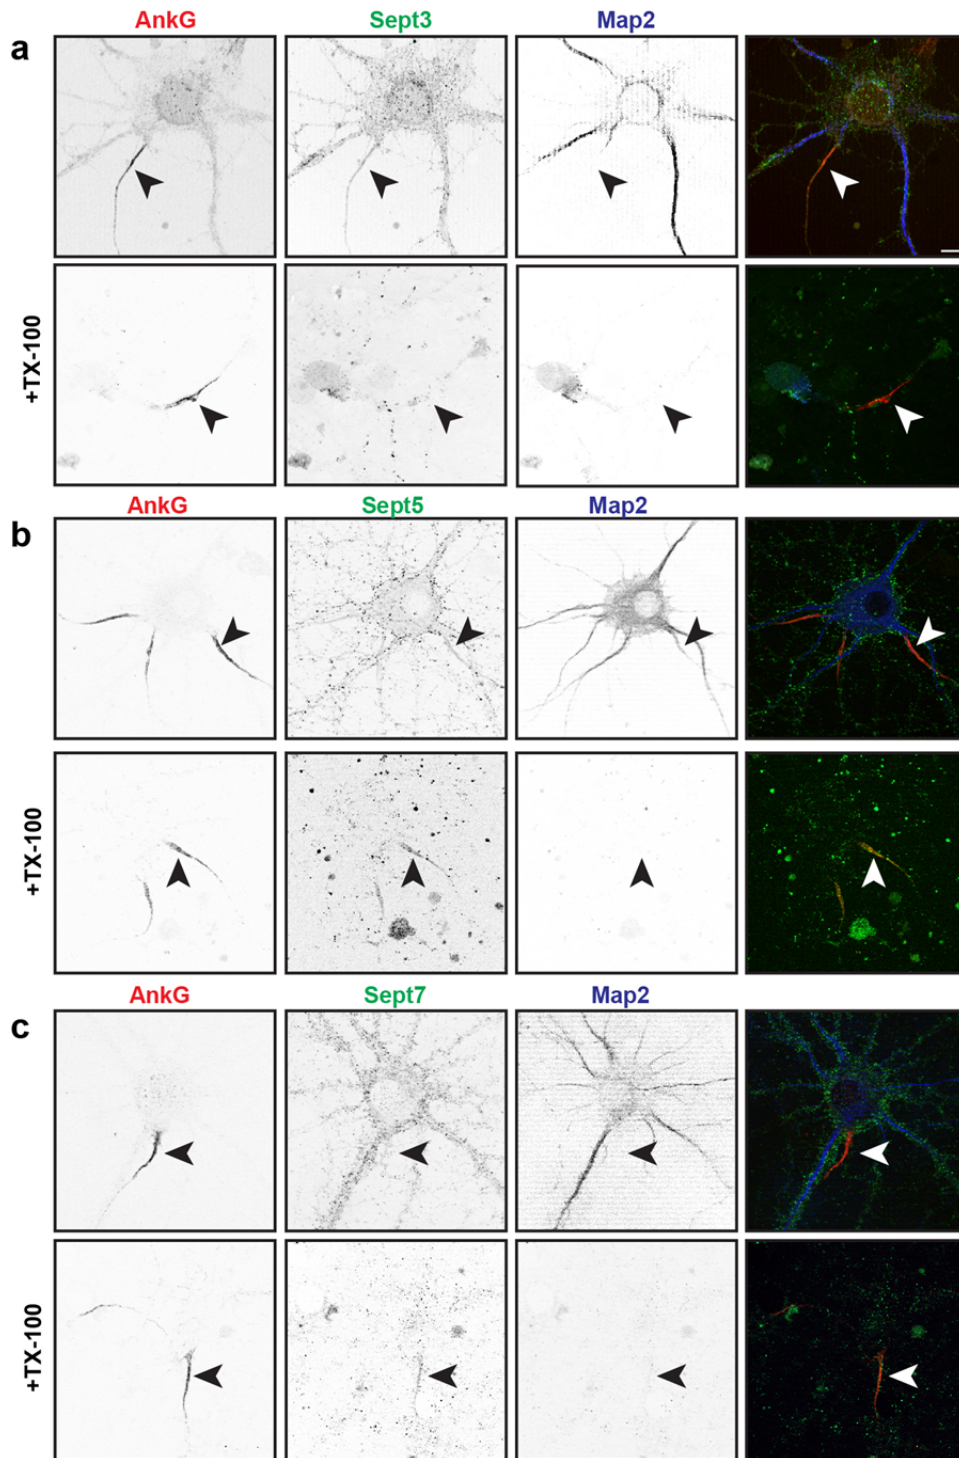 AnkG Sept3 Map2
a
+TX-100
AnkG Sept5 Map2
b
+TX-100
AnkG Sept7 Map2
c
+TX-100